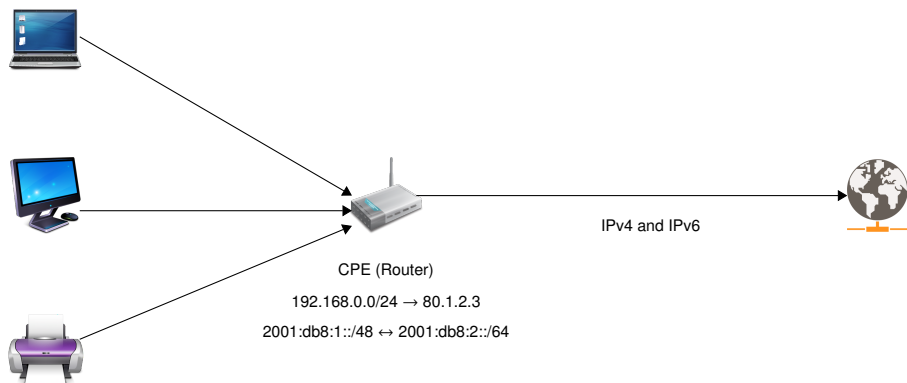 IPv4 and IPv6
CPE (Router)
192.168.0.0/24 → 80.1.2.3
2001:db8:1::/48 ↔ 2001:db8:2::/64